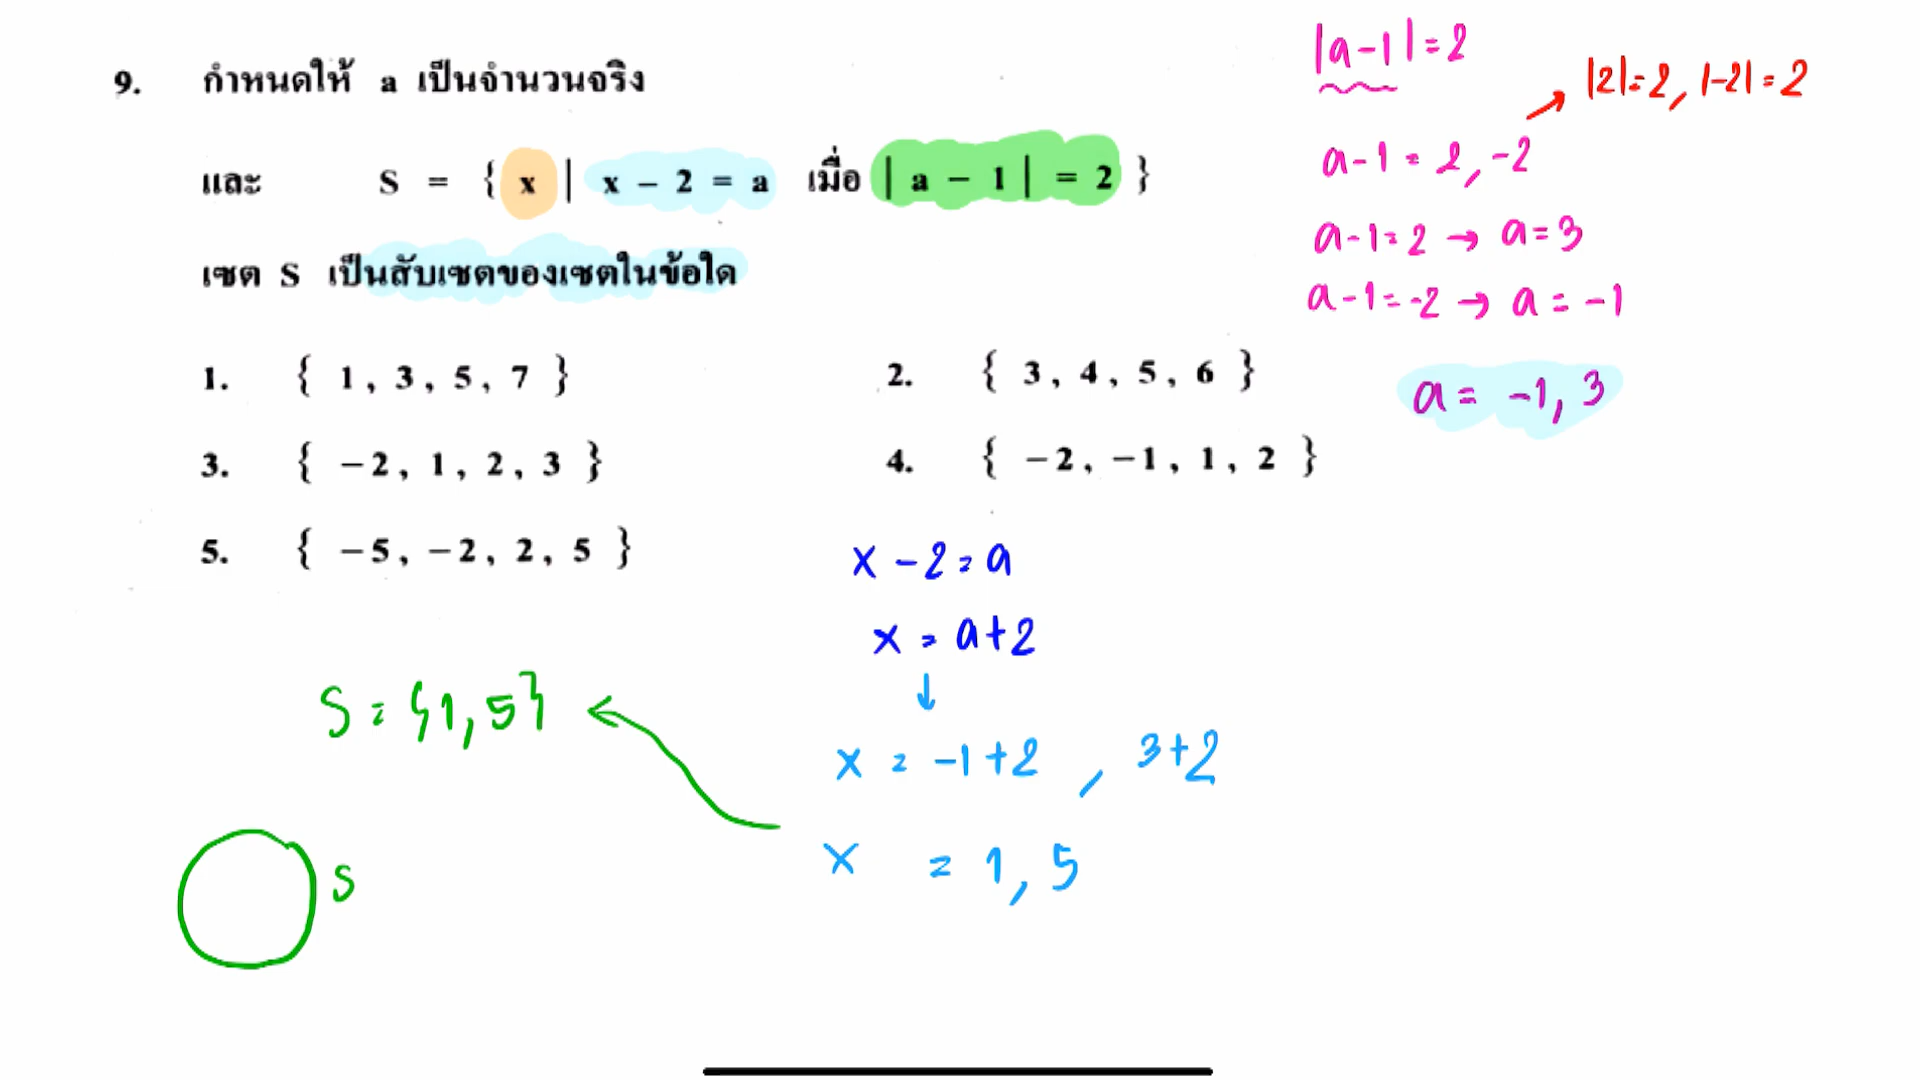 9. กำหนดให้ a เป็นจำนวนจริง
และ S = { x | x − 2 = a เมื่อ | a − 1 | = 2 }
เซต S เป็นสับเซตของเซตในข้อใด
1. { 1 , 3 , 5 , 7 }
2. { 3 , 4 , 5 , 6 }
3. { −2 , 1 , 2 , 3 }
4. { −2 , −1 , 1 , 2 }
5. { −5 , −2 , 2 , 5 }
|a-1| = 2
|2| = 2, |-2| = 2
a-1 = 2, -2
a-1 = 2 → a = 3
a-1 = -2 → a = -1
a = -1, 3
x - 2 = a
x = a+2
↓
x = -1+2 , 3+2
x = 1, 5
S = {1, 5}
S